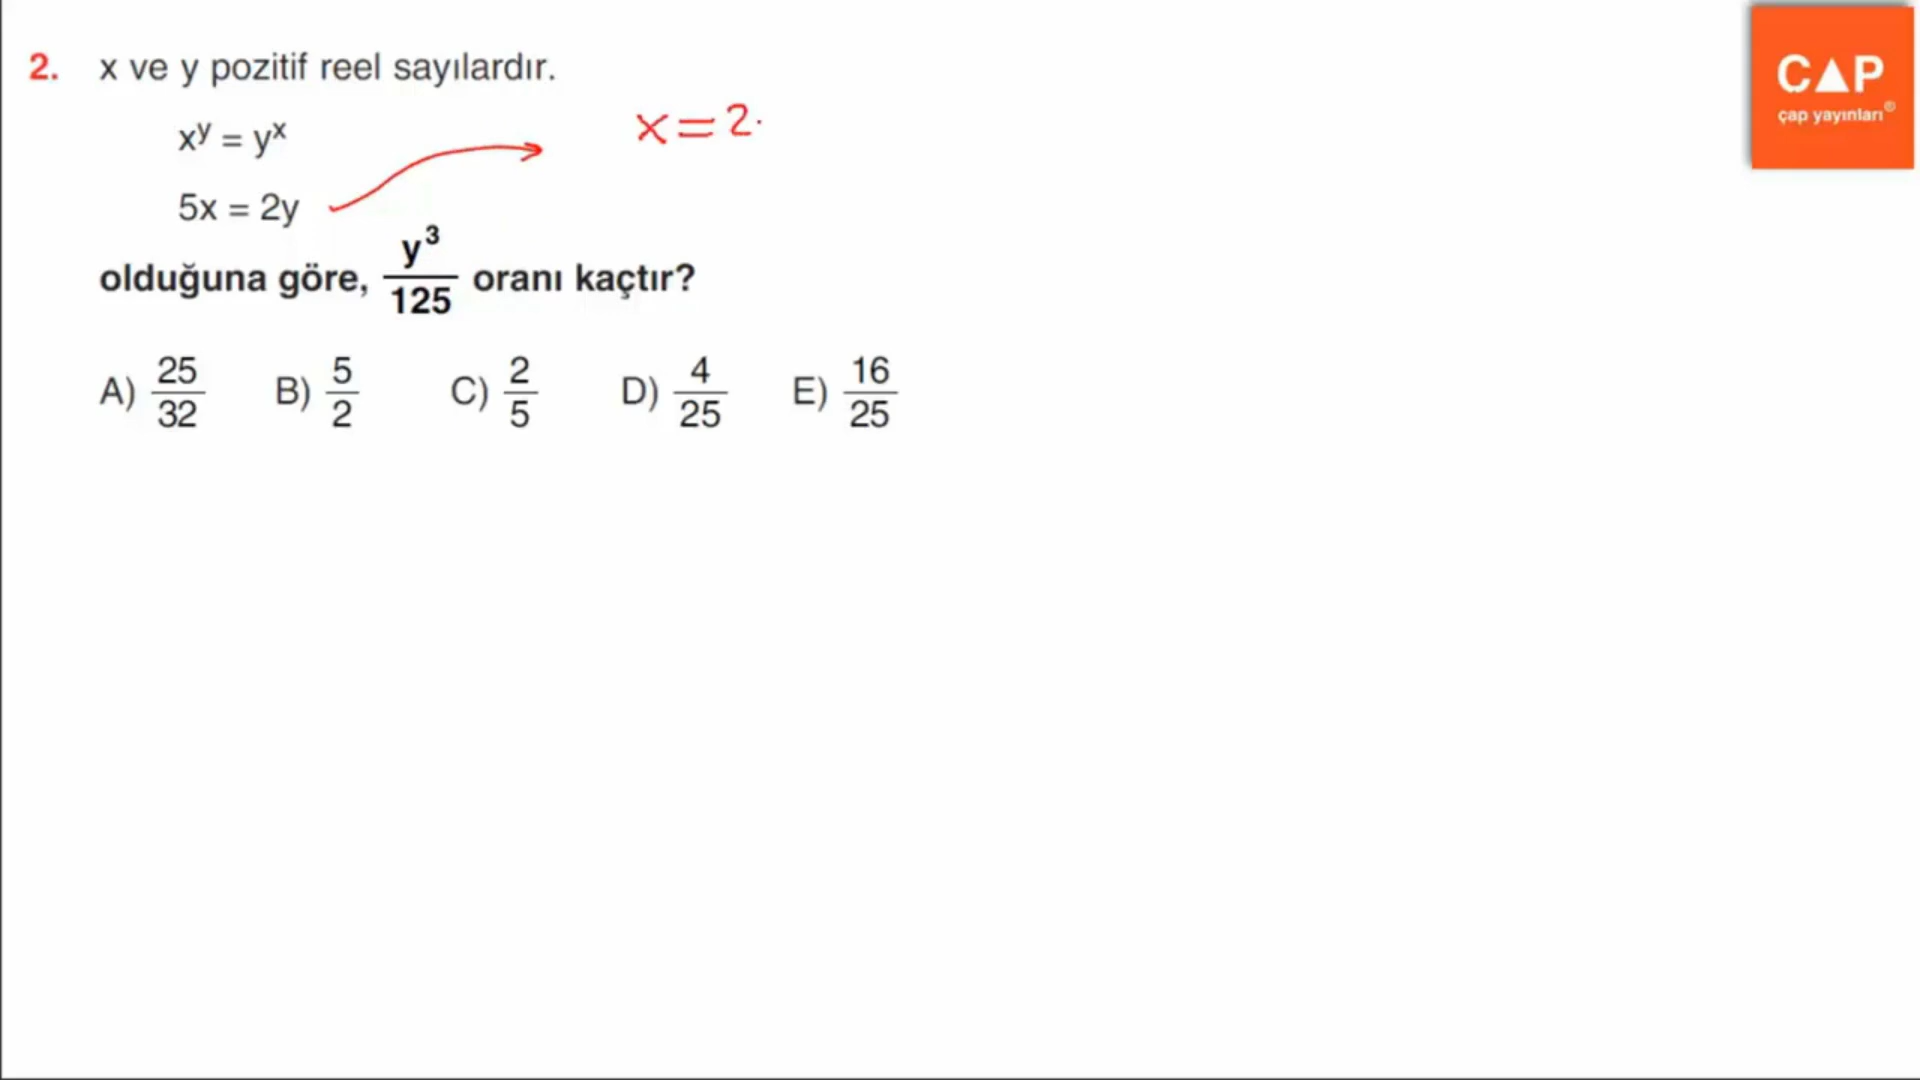 2. x ve y pozitif reel sayılardır.
x^y = y^x
5x = 2y
x = 2·
olduğuna göre, y^3/125 oranı kaçtır?
A) 25/32 B) 5/2 C) 2/5 D) 4/25 E) 16/25
ÇAP
çap yayınları®